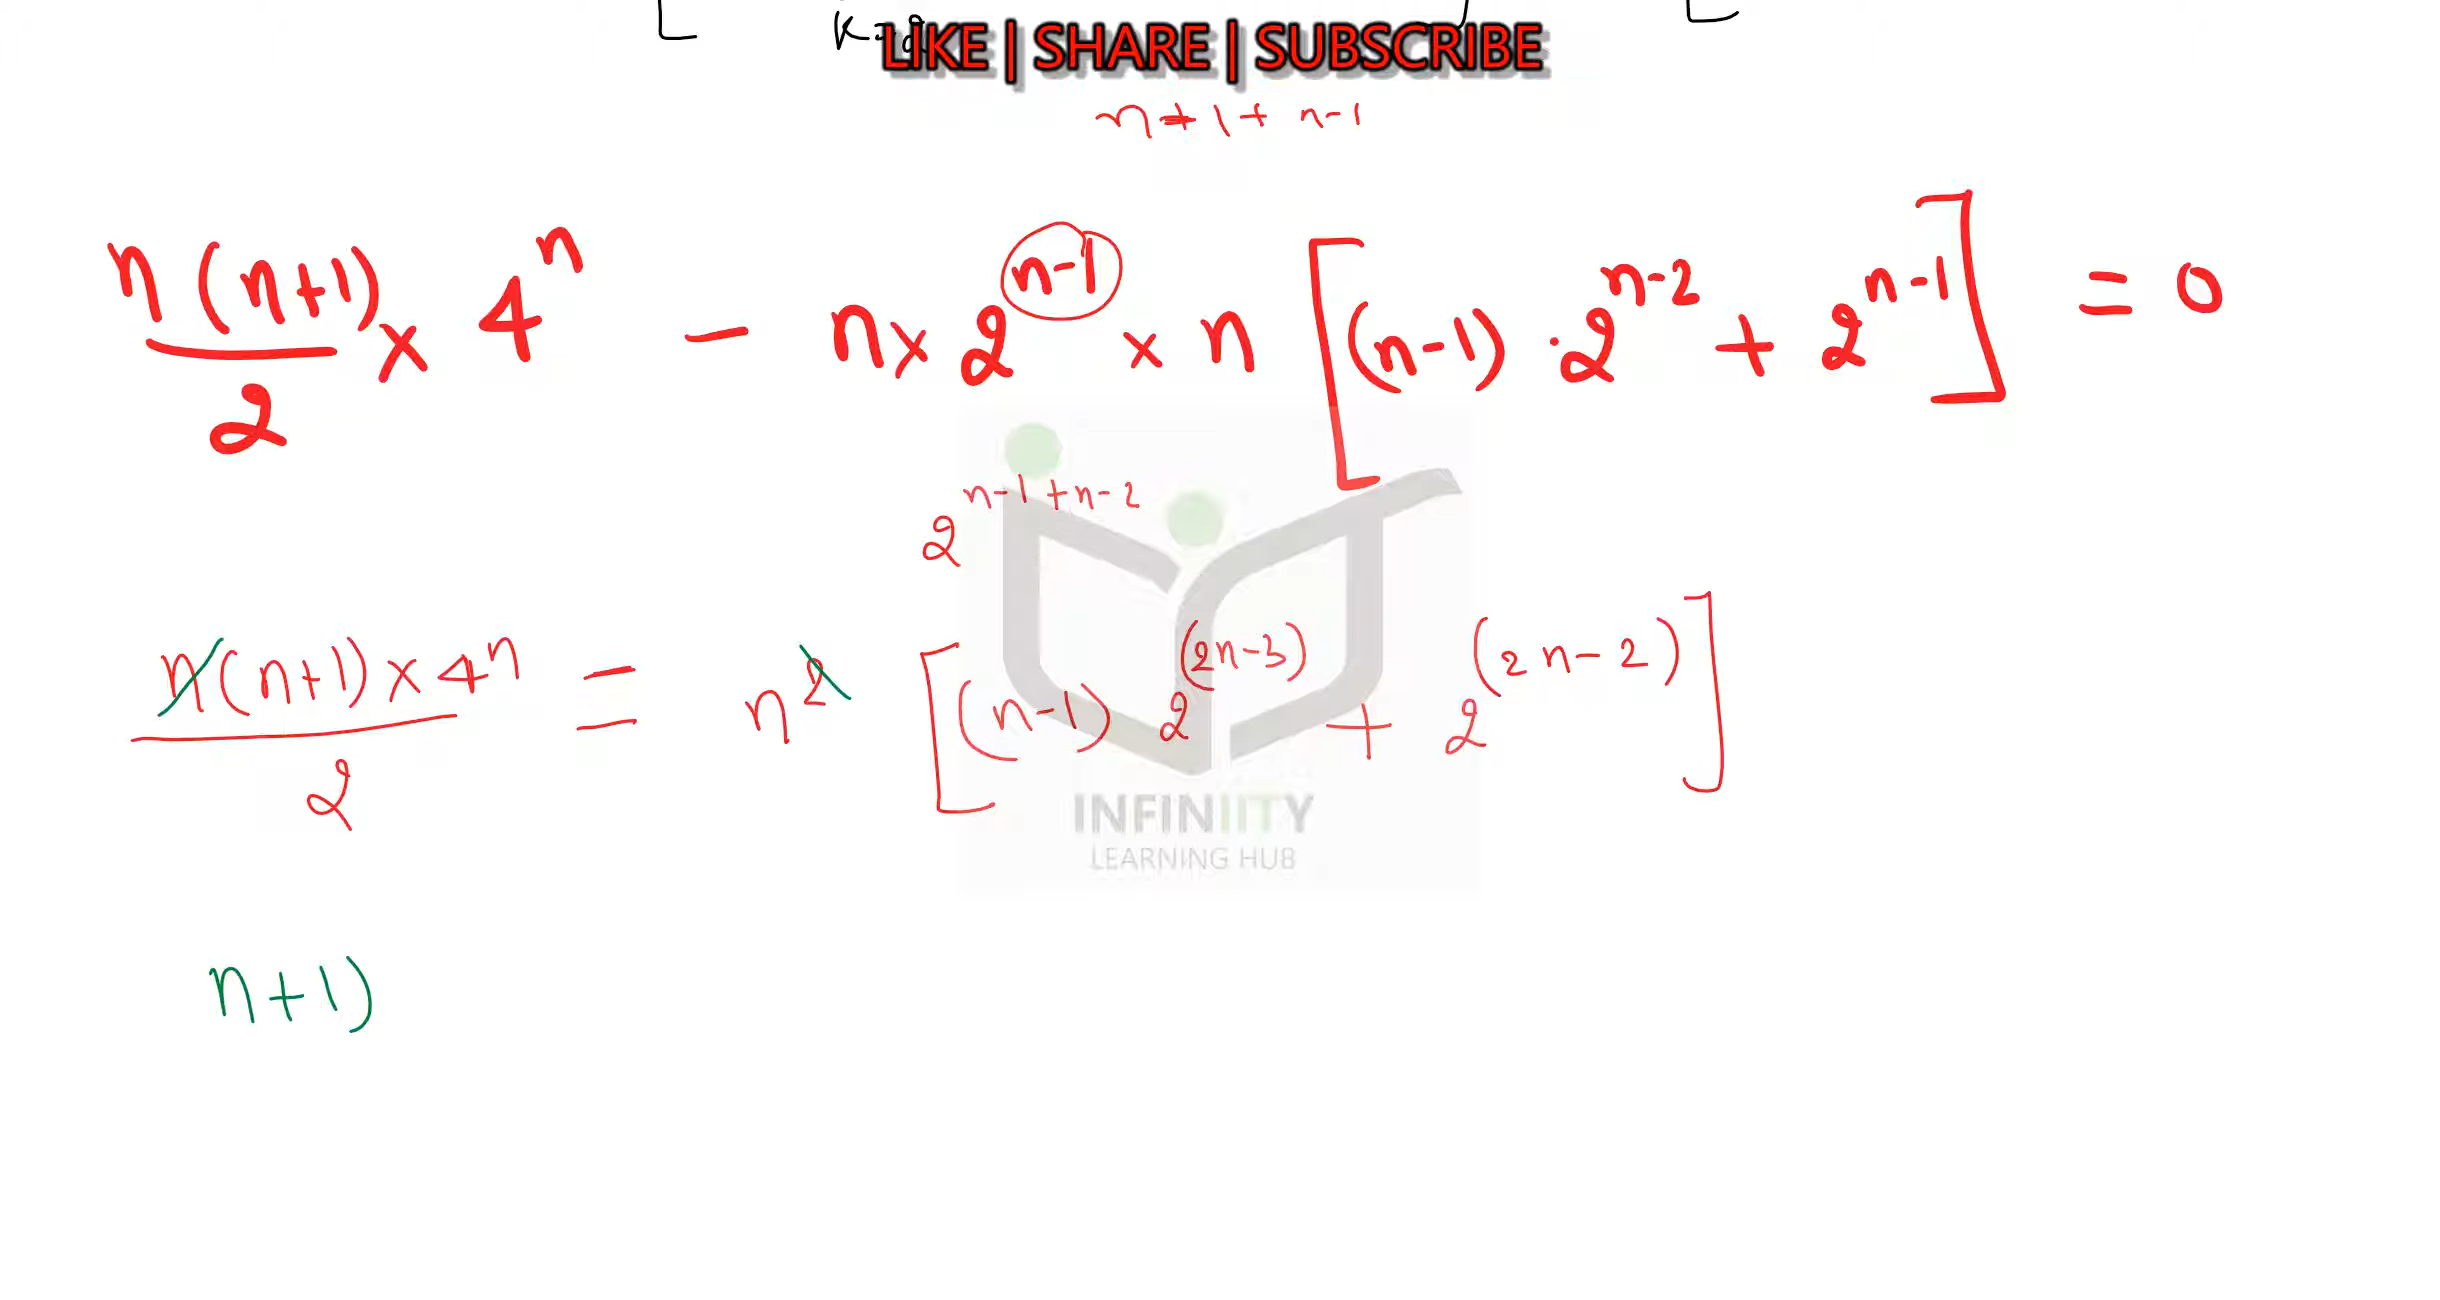 LIKE | SHARE | SUBSCRIBE
n+1+ n-1
n(n+1)/2 × 4^n - n × 2^(n-1) × n [(n-1) · 2^(n-2) + 2^(n-1)] = 0
2^(n-1+n-2)
n(n+1) × 4^n / 2 = n^2 [(n-1) 2^(2n-3) + 2^(2n-2)]
INFINIITY
LEARNING HUB
n+1)